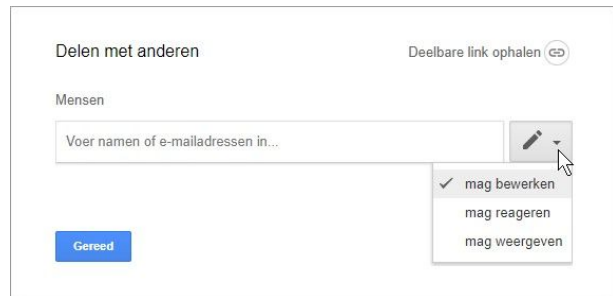 Delen met anderen
Deelbare link ophalen
Mensen
Voer namen of e-mailadressen in...
mag bewerken
mag reageren
mag weergeven
Gereed